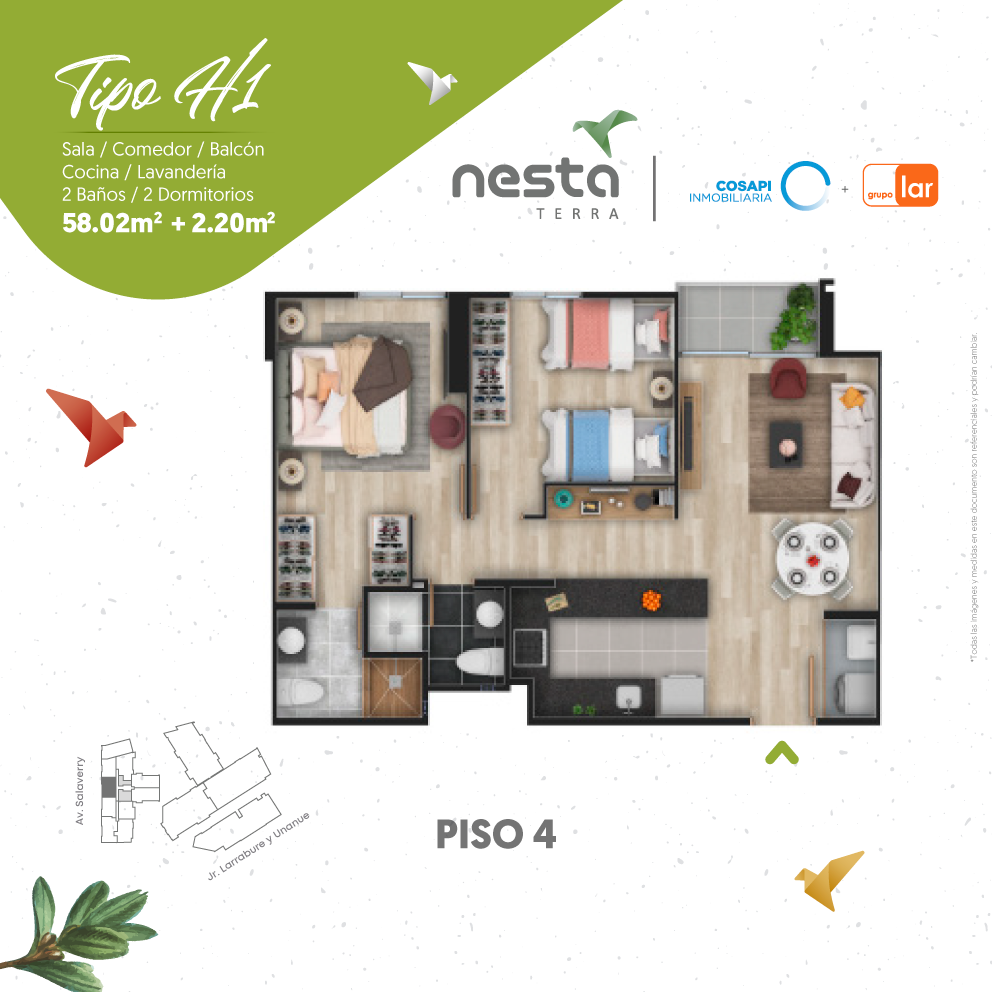 Tipo H1
Sala / Comedor / Balcón
Cocina / Lavandería
2 Baños / 2 Dormitorios
58.02m² + 2.20m²
nesta
TERRA
COSAPI
INMOBILIARIA
+
grupo lar
*Todas las imágenes y medidas en este documento son referenciales y podrían cambiar.
Av. Salaverry
Jr. Larrabure y Unanue
PISO 4